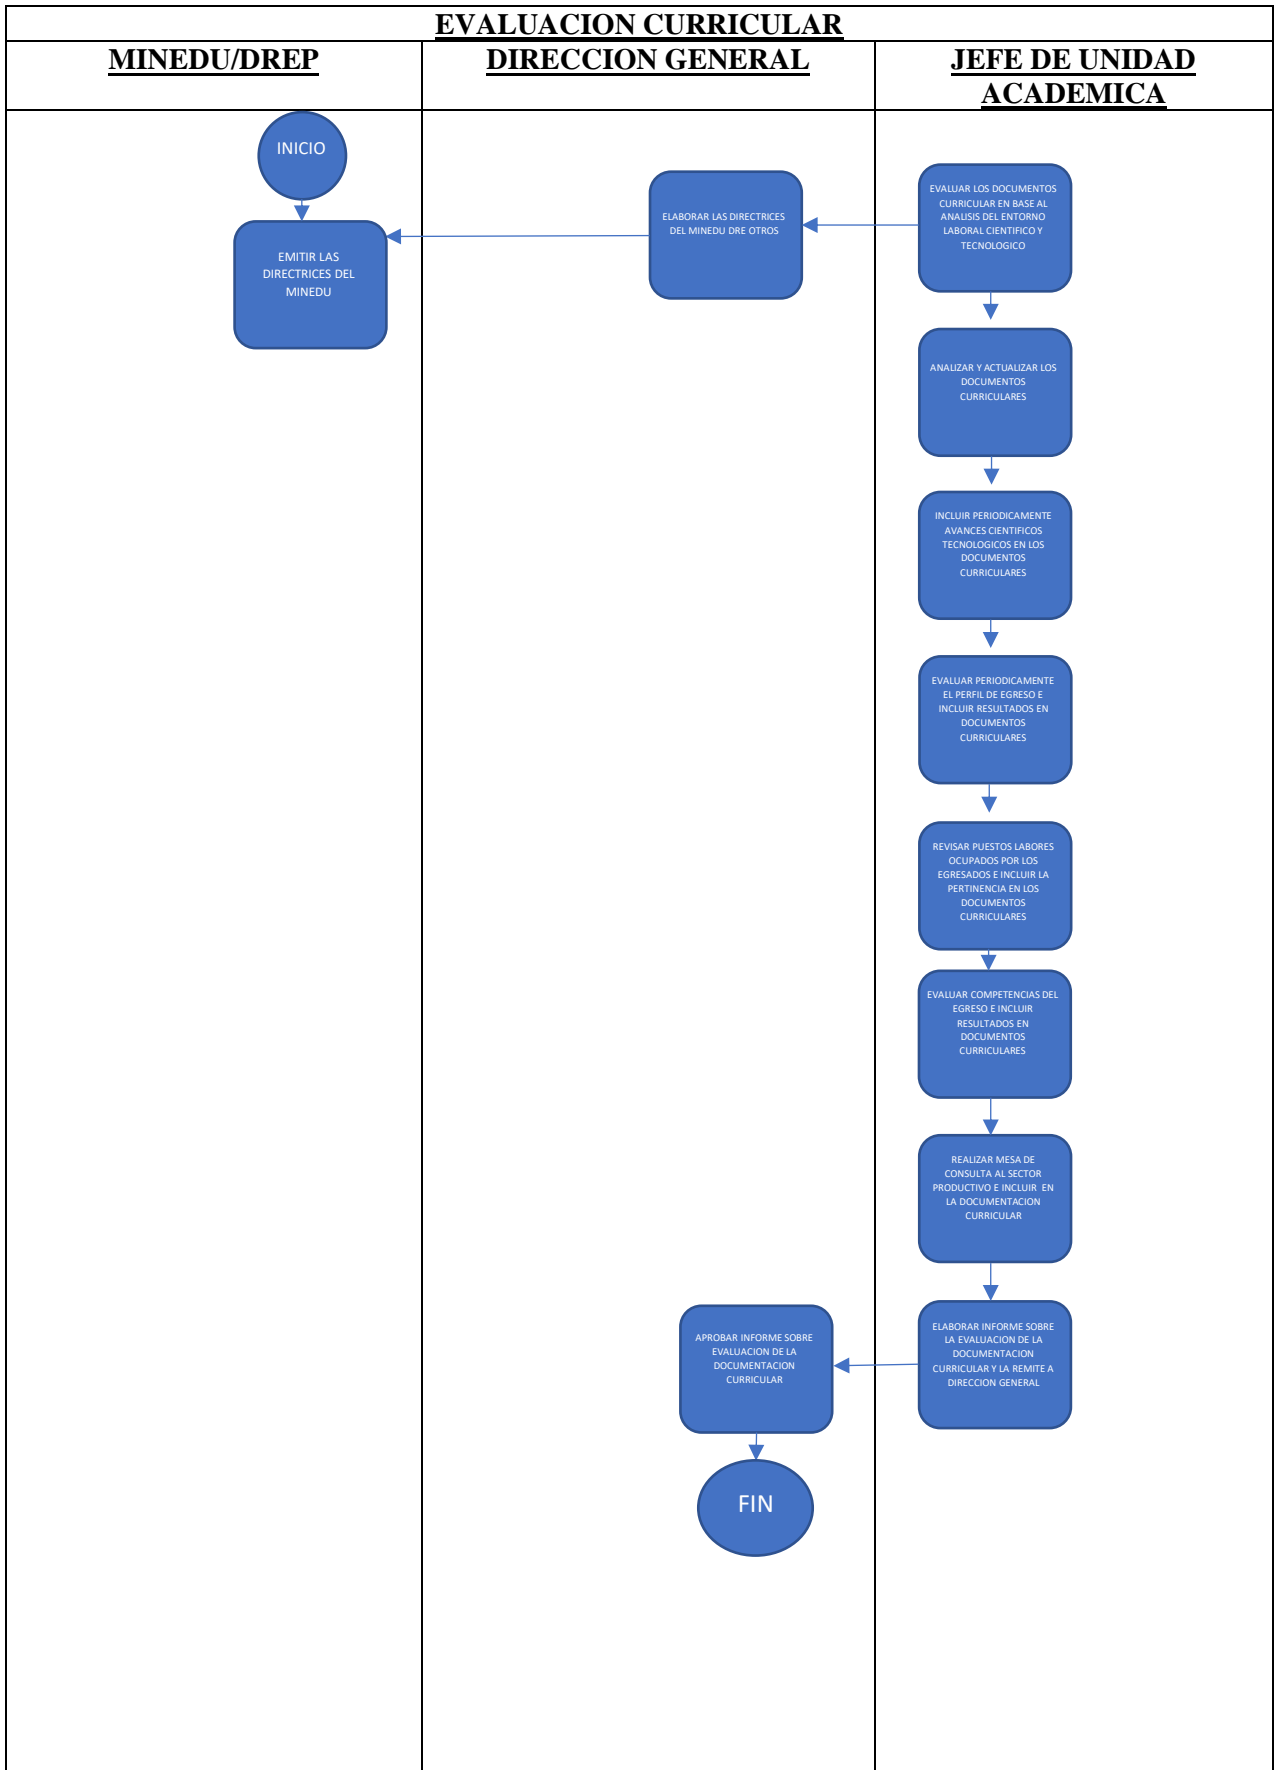 EVALUACION CURRICULAR
MINEDU/DREP
DIRECCION GENERAL
JEFE DE UNIDAD
ACADEMICA
INICIO
EMITIR LAS
DIRECTRICES DEL
MINEDU
ELABORAR LAS DIRECTRICES
DEL MINEDU DRE OTROS
EVALUAR LOS DOCUMENTOS
CURRICULAR EN BASE AL
ANALISIS DEL ENTORNO
LABORAL CIENTIFICO Y
TECNOLOGICO
ANALIZAR Y ACTUALIZAR LOS
DOCUMENTOS
CURRICULARES
INCLUIR PERIODICAMENTE
AVANCES CIENTIFICOS
TECNOLOGICOS EN LOS
DOCUMENTOS
CURRICULARES
EVALUAR PERIODICAMENTE
EL PERFIL DE EGRESO E
INCLUIR RESULTADOS EN
DOCUMENTOS
CURRICULARES
REVISAR PUESTOS LABORES
OCUPADOS POR LOS
EGRESADOS E INCLUIR LA
PERTINENCIA EN LOS
DOCUMENTOS
CURRICULARES
EVALUAR COMPETENCIAS DEL
EGRESO E INCLUIR
RESULTADOS EN
DOCUMENTOS
CURRICULARES
REALIZAR MESA DE
CONSULTA AL SECTOR
PRODUCTIVO E INCLUIR EN
LA DOCUMENTACION
CURRICULAR
ELABORAR INFORME SOBRE
LA EVALUACION DE LA
DOCUMENTACION
CURRICULAR Y LA REMITE A
DIRECCION GENERAL
APROBAR INFORME SOBRE
EVALUACION DE LA
DOCUMENTACION
CURRICULAR
FIN